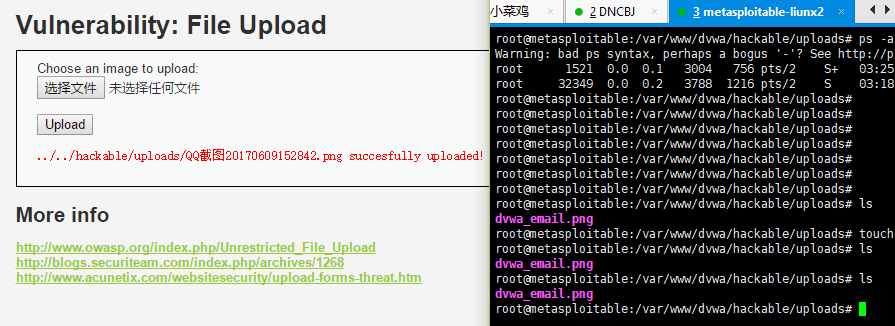 Vulnerability: File Upload
Choose an image to upload:
选择文件 未选择任何文件
Upload
../../hackable/uploads/QQ截图20170609152842.png succesfully uploaded!
More info
http://www.owasp.org/index.php/Unrestricted_File_Upload
http://blogs.securiteam.com/index.php/archives/1268
http://www.acunetix.com/websitesecurity/upload-forms-threat.htm
小菜鸡 × 2 DNCBJ × 3 metasploitable-liunx2 ×
root@metasploitable:/var/www/dvwa/hackable/uploads# ps -a
Warning: bad ps syntax, perhaps a bogus '-'? See http://p
root 1521 0.0 0.1 3004 756 pts/2 S+ 03:25
root 32349 0.0 0.2 3788 1216 pts/2 S 03:18
root@metasploitable:/var/www/dvwa/hackable/uploads#
root@metasploitable:/var/www/dvwa/hackable/uploads#
root@metasploitable:/var/www/dvwa/hackable/uploads#
root@metasploitable:/var/www/dvwa/hackable/uploads#
root@metasploitable:/var/www/dvwa/hackable/uploads#
root@metasploitable:/var/www/dvwa/hackable/uploads#
root@metasploitable:/var/www/dvwa/hackable/uploads#
root@metasploitable:/var/www/dvwa/hackable/uploads# ls
dvwa_email.png
root@metasploitable:/var/www/dvwa/hackable/uploads# touch
root@metasploitable:/var/www/dvwa/hackable/uploads# ls
dvwa_email.png
root@metasploitable:/var/www/dvwa/hackable/uploads# ls
dvwa_email.png
root@metasploitable:/var/www/dvwa/hackable/uploads#